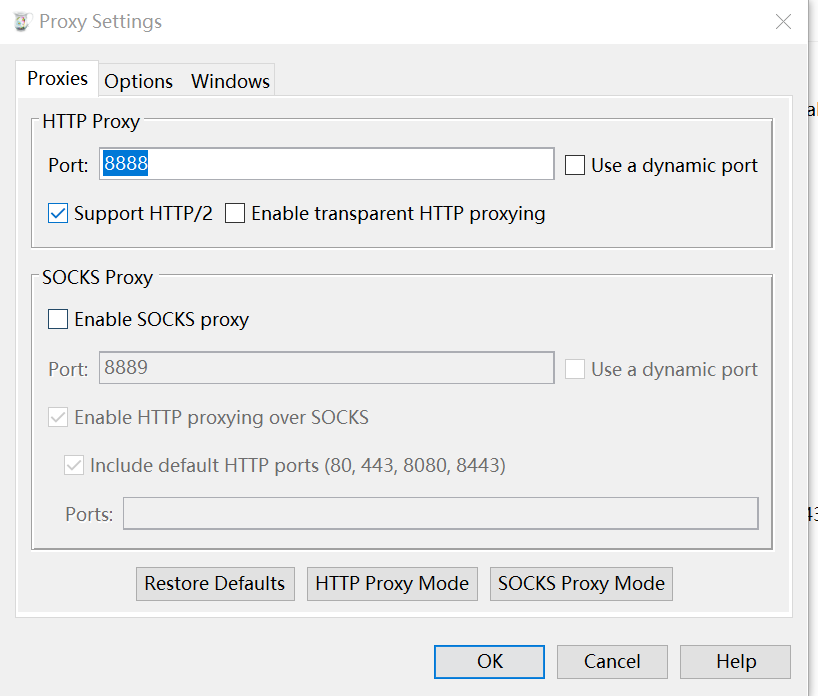 Proxy Settings
Proxies Options Windows
HTTP Proxy
Port: 8888 Use a dynamic port
Support HTTP/2 Enable transparent HTTP proxying
SOCKS Proxy
Enable SOCKS proxy
Port: 8889 Use a dynamic port
Enable HTTP proxying over SOCKS
Include default HTTP ports (80, 443, 8080, 8443)
Ports:
Restore Defaults HTTP Proxy Mode SOCKS Proxy Mode
OK Cancel Help